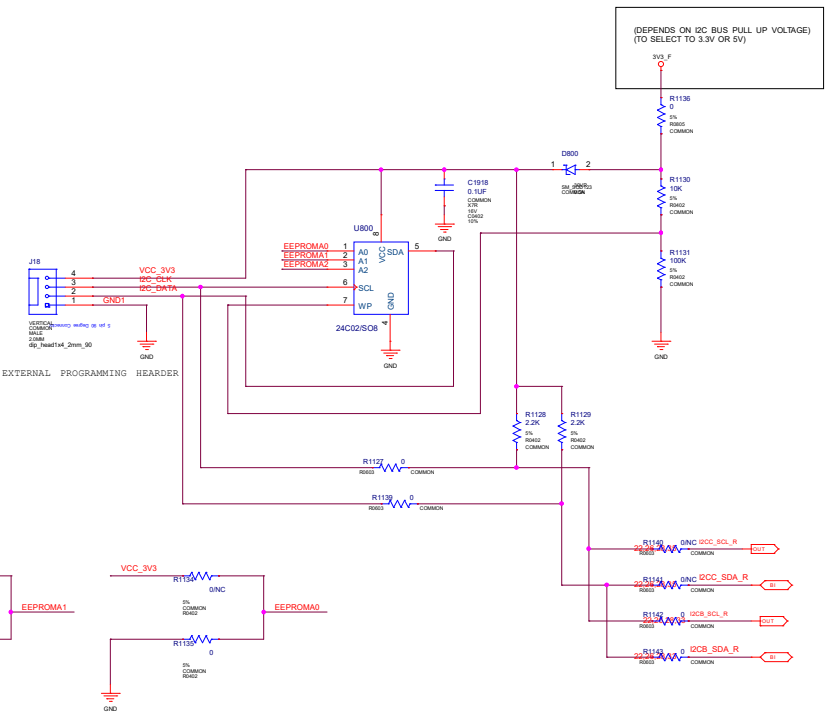 (DEPENDS ON I2C BUS PULL UP VOLTAGE)
(TO SELECT TO 3.3V OR 5V)
3V3_F
R1136
0
5%
R0805
COMMON
D800
1
2
COMMON
R1130
10K
5%
R0402
COMMON
C1918
0.1UF
COMMON
X7R
16V
C0402
10%
GND
U800
8
EEPROMA0
1
A0
VCC
SDA
5
EEPROMA1
2
A1
EEPROMA2
3
A2
6
SCL
7
WP
GND
4
24C02/SO8
GND
R1131
100K
5%
R0402
COMMON
GND
J18
4
VCC_3V3
3
I2C_CLK
2
I2C_DATA
1
GND1
VERTICAL
COMMON
MALE
2.0MM
dip_head1x4_2mm_90
GND
EXTERNAL PROGRAMMING HEARDER
R1128
2.2K
5%
R0402
COMMON
R1129
2.2K
5%
R0402
COMMON
R1127
0
R0603
COMMON
R1139
0
R0603
COMMON
R1140
0/NC
I2CC_SCL_R
R0603
COMMON
OUT
R1141
0/NC
I2CC_SDA_R
R0603
COMMON
BI
R1142
0
I2CB_SCL_R
R0603
COMMON
OUT
R1143
0
I2CB_SDA_R
R0603
COMMON
BI
VCC_3V3
R1134
0/NC
5%
COMMON
R0402
EEPROMA1
EEPROMA0
R1135
0
5%
COMMON
R0402
GND